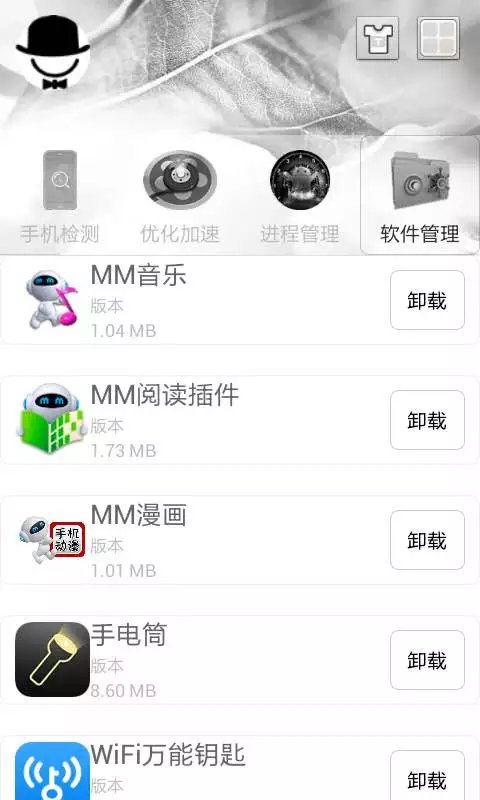 手机检测
优化加速
进程管理
软件管理
MM音乐
版本
1.04 MB
卸载
MM阅读插件
版本
1.73 MB
卸载
MM漫画
版本
1.01 MB
卸载
手机
动漫
手电筒
版本
8.60 MB
卸载
WiFi万能钥匙
版本
卸载